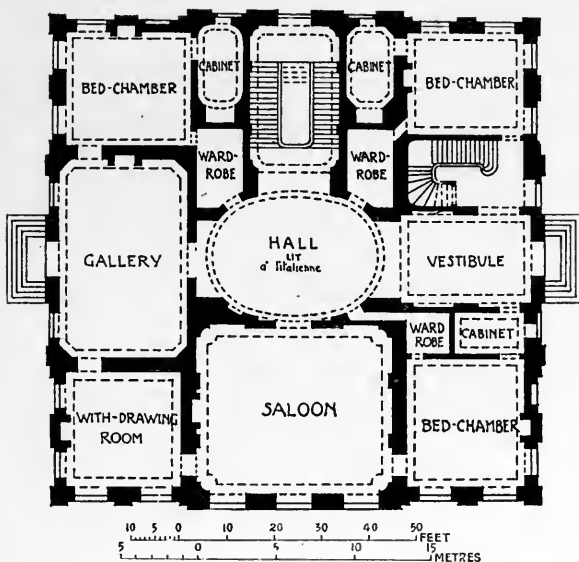 BED-CHAMBER
CABINET
CABINET
BED-CHAMBER
WARD-
ROBE
WARD-
ROBE
GALLERY
HALL
LIT
a' l'italienne
VESTIBULE
WARD
ROBE
CABINET
WITH-DRAWING
ROOM
SALOON
BED-CHAMBER
10 5 0 10 20 30 40 50
FEET
5 0 5 10 15
METRES